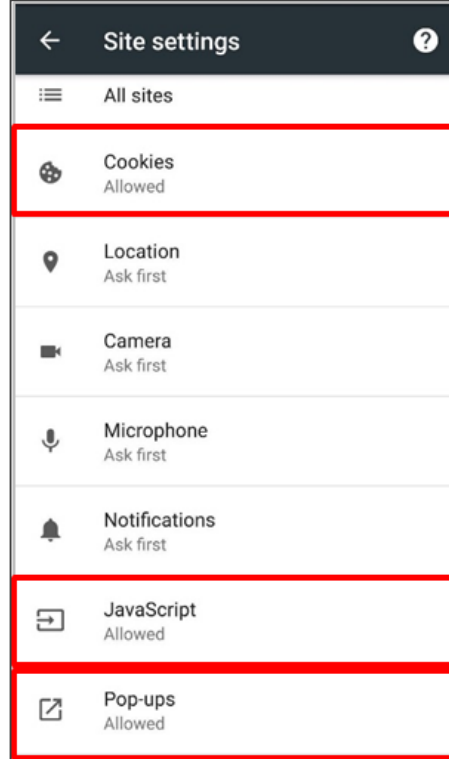 Site settings
All sites
Cookies
Allowed
Location
Ask first
Camera
Ask first
Microphone
Ask first
Notifications
Ask first
JavaScript
Allowed
Pop-ups
Allowed